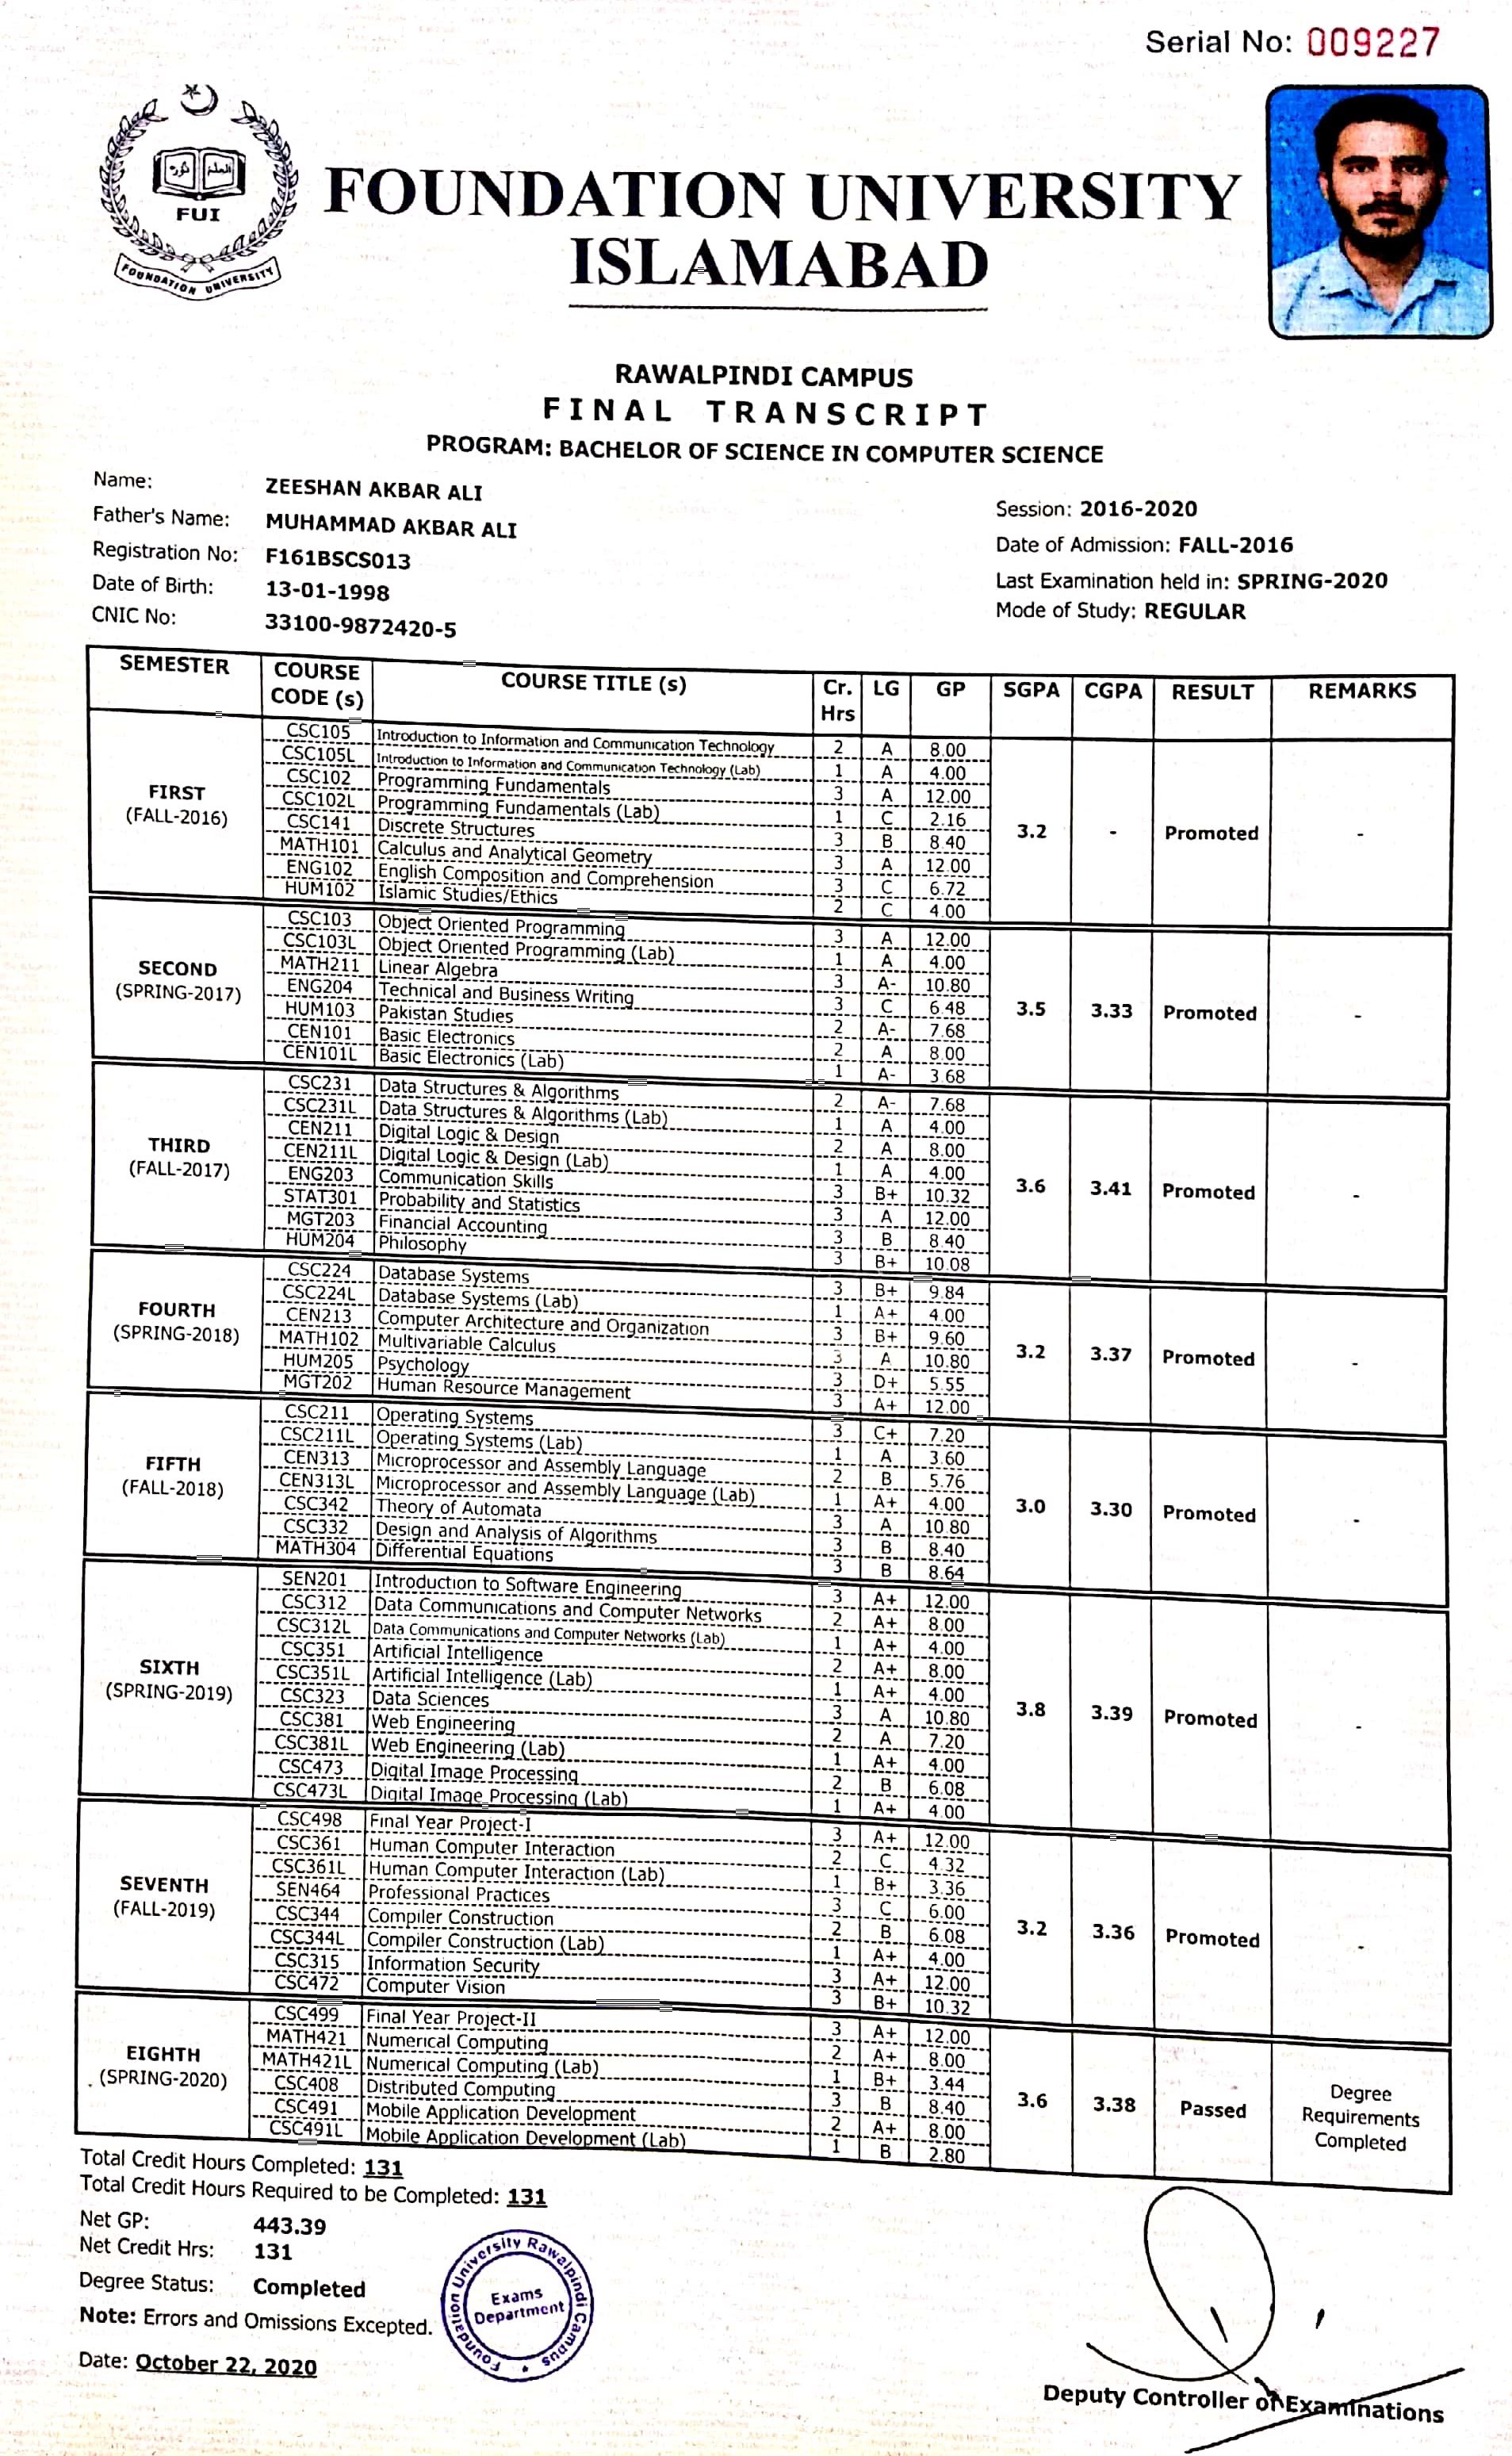 Serial No: 009227
FUI
FOUNDATION UNIVERSITY
FOUNDATION UNIVERSITY
ISLAMABAD
RAWALPINDI CAMPUS
FINAL TRANSCRIPT
PROGRAM: BACHELOR OF SCIENCE IN COMPUTER SCIENCE
Name: ZEESHAN AKBAR ALI
Father's Name: MUHAMMAD AKBAR ALI
Registration No: F161BSCS013
Date of Birth: 13-01-1998
CNIC No: 33100-9872420-5
Session: 2016-2020
Date of Admission: FALL-2016
Last Examination held in: SPRING-2020
Mode of Study: REGULAR
SEMESTER COURSE CODE (s) COURSE TITLE (s) Cr. Hrs LG GP SGPA CGPA RESULT REMARKS
FIRST (FALL-2016) 3.2 - Promoted -
CSC105 Introduction to Information and Communication Technology 2 A 8.00
CSC105L Introduction to Information and Communication Technology (Lab) 1 A 4.00
CSC102 Programming Fundamentals 3 A 12.00
CSC102L Programming Fundamentals (Lab) 1 C 2.16
CSC141 Discrete Structures 3 B 8.40
MATH101 Calculus and Analytical Geometry 3 A 12.00
ENG102 English Composition and Comprehension 3 C 6.72
HUM102 Islamic Studies/Ethics 2 C 4.00
SECOND (SPRING-2017) 3.5 3.33 Promoted -
CSC103 Object Oriented Programming 3 A 12.00
CSC103L Object Oriented Programming (Lab) 1 A 4.00
MATH211 Linear Algebra 3 A- 10.80
ENG204 Technical and Business Writing 3 C 6.48
HUM103 Pakistan Studies 2 A- 7.68
CEN101 Basic Electronics 2 A 8.00
CEN101L Basic Electronics (Lab) 1 A- 3.68
THIRD (FALL-2017) 3.6 3.41 Promoted -
CSC231 Data Structures & Algorithms 2 A- 7.68
CSC231L Data Structures & Algorithms (Lab) 1 A 4.00
CEN211 Digital Logic & Design 2 A 8.00
CEN211L Digital Logic & Design (Lab) 1 A 4.00
ENG203 Communication Skills 3 B+ 10.32
STAT301 Probability and Statistics 3 A 12.00
MGT203 Financial Accounting 3 B 8.40
HUM204 Philosophy 3 B+ 10.08
FOURTH (SPRING-2018) 3.2 3.37 Promoted -
CSC224 Database Systems 3 B+ 9.84
CSC224L Database Systems (Lab) 1 A+ 4.00
CEN213 Computer Architecture and Organization 3 B+ 9.60
MATH102 Multivariable Calculus 3 A 10.80
HUM205 Psychology 3 D+ 5.55
MGT202 Human Resource Management 3 A+ 12.00
FIFTH (FALL-2018) 3.0 3.30 Promoted -
CSC211 Operating Systems 3 C+ 7.20
CSC211L Operating Systems (Lab) 1 A 3.60
CEN313 Microprocessor and Assembly Language 2 B 5.76
CEN313L Microprocessor and Assembly Language (Lab) 1 A+ 4.00
CSC342 Theory of Automata 3 A 10.80
CSC332 Design and Analysis of Algorithms 3 B 8.40
MATH304 Differential Equations 3 B 8.64
SIXTH (SPRING-2019) 3.8 3.39 Promoted -
SEN201 Introduction to Software Engineering 3 A+ 12.00
CSC312 Data Communications and Computer Networks 2 A+ 8.00
CSC312L Data Communications and Computer Networks (Lab) 1 A+ 4.00
CSC351 Artificial Intelligence 2 A+ 8.00
CSC351L Artificial Intelligence (Lab) 1 A+ 4.00
CSC323 Data Sciences 3 A 10.80
CSC381 Web Engineering 2 A 7.20
CSC381L Web Engineering (Lab) 1 A+ 4.00
CSC473 Digital Image Processing 2 B 6.08
CSC473L Digital Image Processing (Lab) 1 A+ 4.00
SEVENTH (FALL-2019) 3.2 3.36 Promoted -
CSC498 Final Year Project-I 3 A+ 12.00
CSC361 Human Computer Interaction 2 C 4.32
CSC361L Human Computer Interaction (Lab) 1 B+ 3.36
SEN464 Professional Practices 3 C 6.00
CSC344 Compiler Construction 2 B 6.08
CSC344L Compiler Construction (Lab) 1 A+ 4.00
CSC315 Information Security 3 A+ 12.00
CSC472 Computer Vision 3 B+ 10.32
EIGHTH (SPRING-2020) 3.6 3.38 Passed Degree Requirements Completed
CSC499 Final Year Project-II 3 A+ 12.00
MATH421 Numerical Computing 2 A+ 8.00
MATH421L Numerical Computing (Lab) 1 B+ 3.44
CSC408 Distributed Computing 3 B 8.40
CSC491 Mobile Application Development 2 A+ 8.00
CSC491L Mobile Application Development (Lab) 1 B 2.80
Total Credit Hours Completed: 131
Total Credit Hours Required to be Completed: 131
Net GP: 443.39
Net Credit Hrs: 131
Degree Status: Completed
Note: Errors and Omissions Excepted.
Date: October 22, 2020
Foundation University Rawalpindi Campus
Exams
Department
Deputy Controller of Examinations